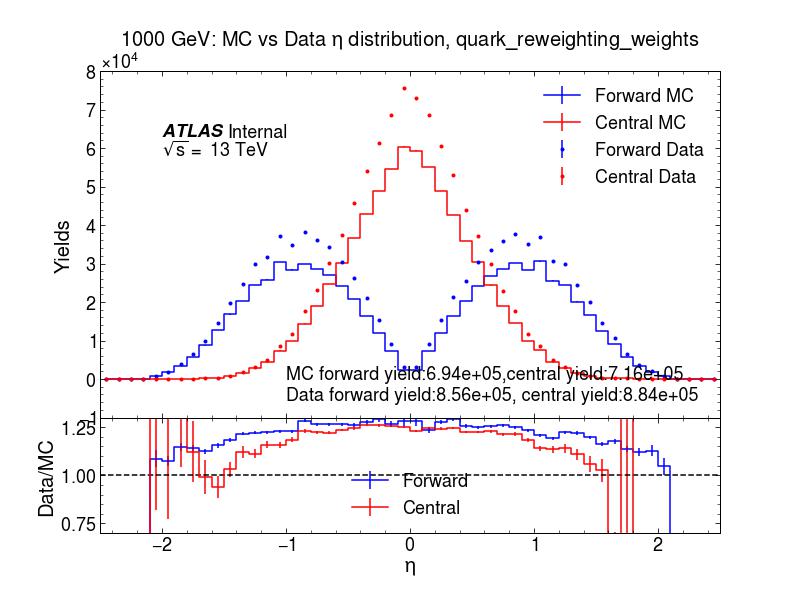 1000 GeV: MC vs Data η distribution, quark_reweighting_weights
×10⁴
8
7
6
5
4
3
2
1
0
1
Yields
ATLAS Internal
√s = 13 TeV
Forward MC
Central MC
Forward Data
Central Data
MC forward yield:6.94e+05,central yield:7.16e+05
Data forward yield:8.56e+05, central yield:8.84e+05
1.25
1.00
0.75
Data/MC
Forward
Central
−2 −1 0 1 2
η